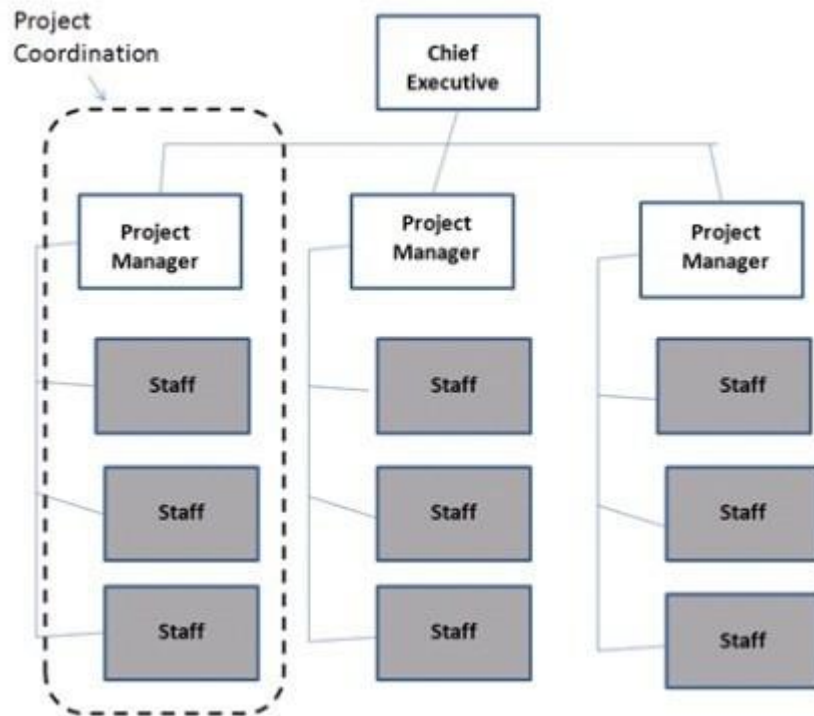 Project
Coordination
Chief
Executive
Project
Manager
Project
Manager
Project
Manager
Staff
Staff
Staff
Staff
Staff
Staff
Staff
Staff
Staff